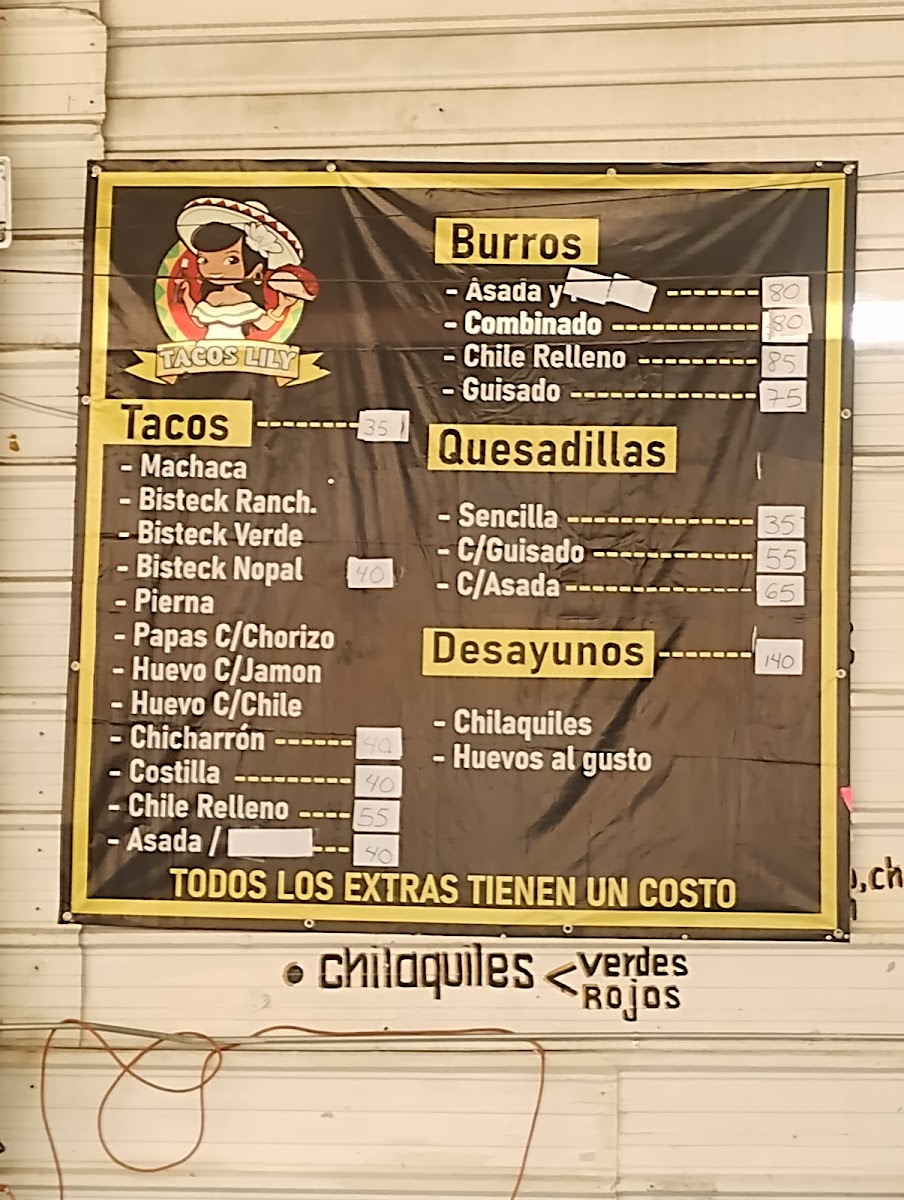 TACOS LILY
Tacos ------- 35
- Machaca
- Bisteck Ranch.
- Bisteck Verde
- Bisteck Nopal 40
- Pierna
- Papas C/Chorizo
- Huevo C/Jamon
- Huevo C/Chile
- Chicharrón ----- 40
- Costilla -------- 40
- Chile Relleno ---- 55
- Asada / --- 40
Burros
- Asada y ------- 80
- Combinado ----------- 80
- Chile Relleno --------- 85
- Guisado -------------- 75
Quesadillas
- Sencilla -------------- 35
- C/Guisado ------------ 55
- C/Asada -------------- 65
Desayunos ------- 140
- Chilaquiles
- Huevos al gusto
TODOS LOS EXTRAS TIENEN UN COSTO
• Chilaquiles < Verdes
Rojos